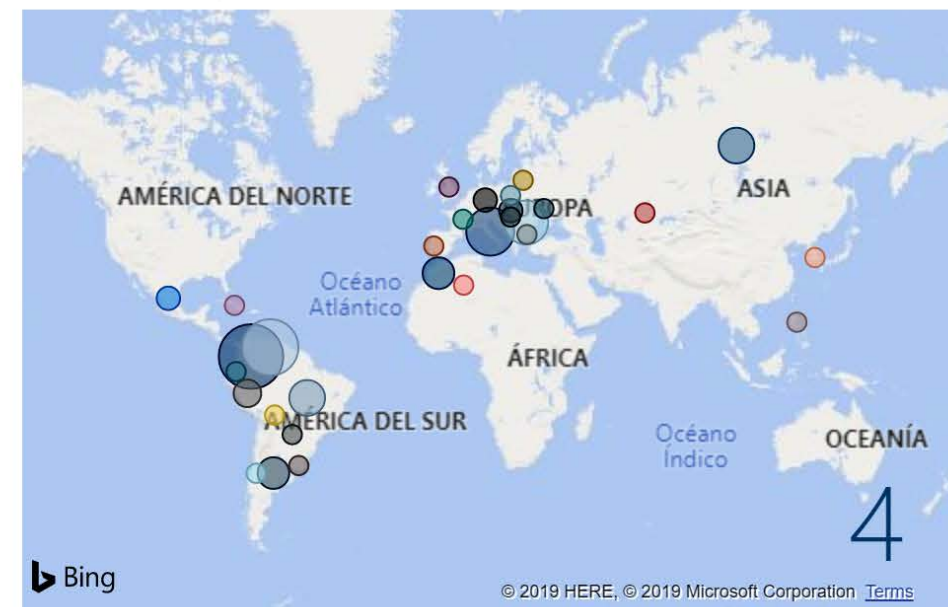 AMÉRICA DEL NORTE
ASIA
OPA
Océano
Atlántico
ÁFRICA
AMÉRICA DEL SUR
Océano
Índico
OCEANÍA
4
Bing
© 2019 HERE, © 2019 Microsoft Corporation Terms